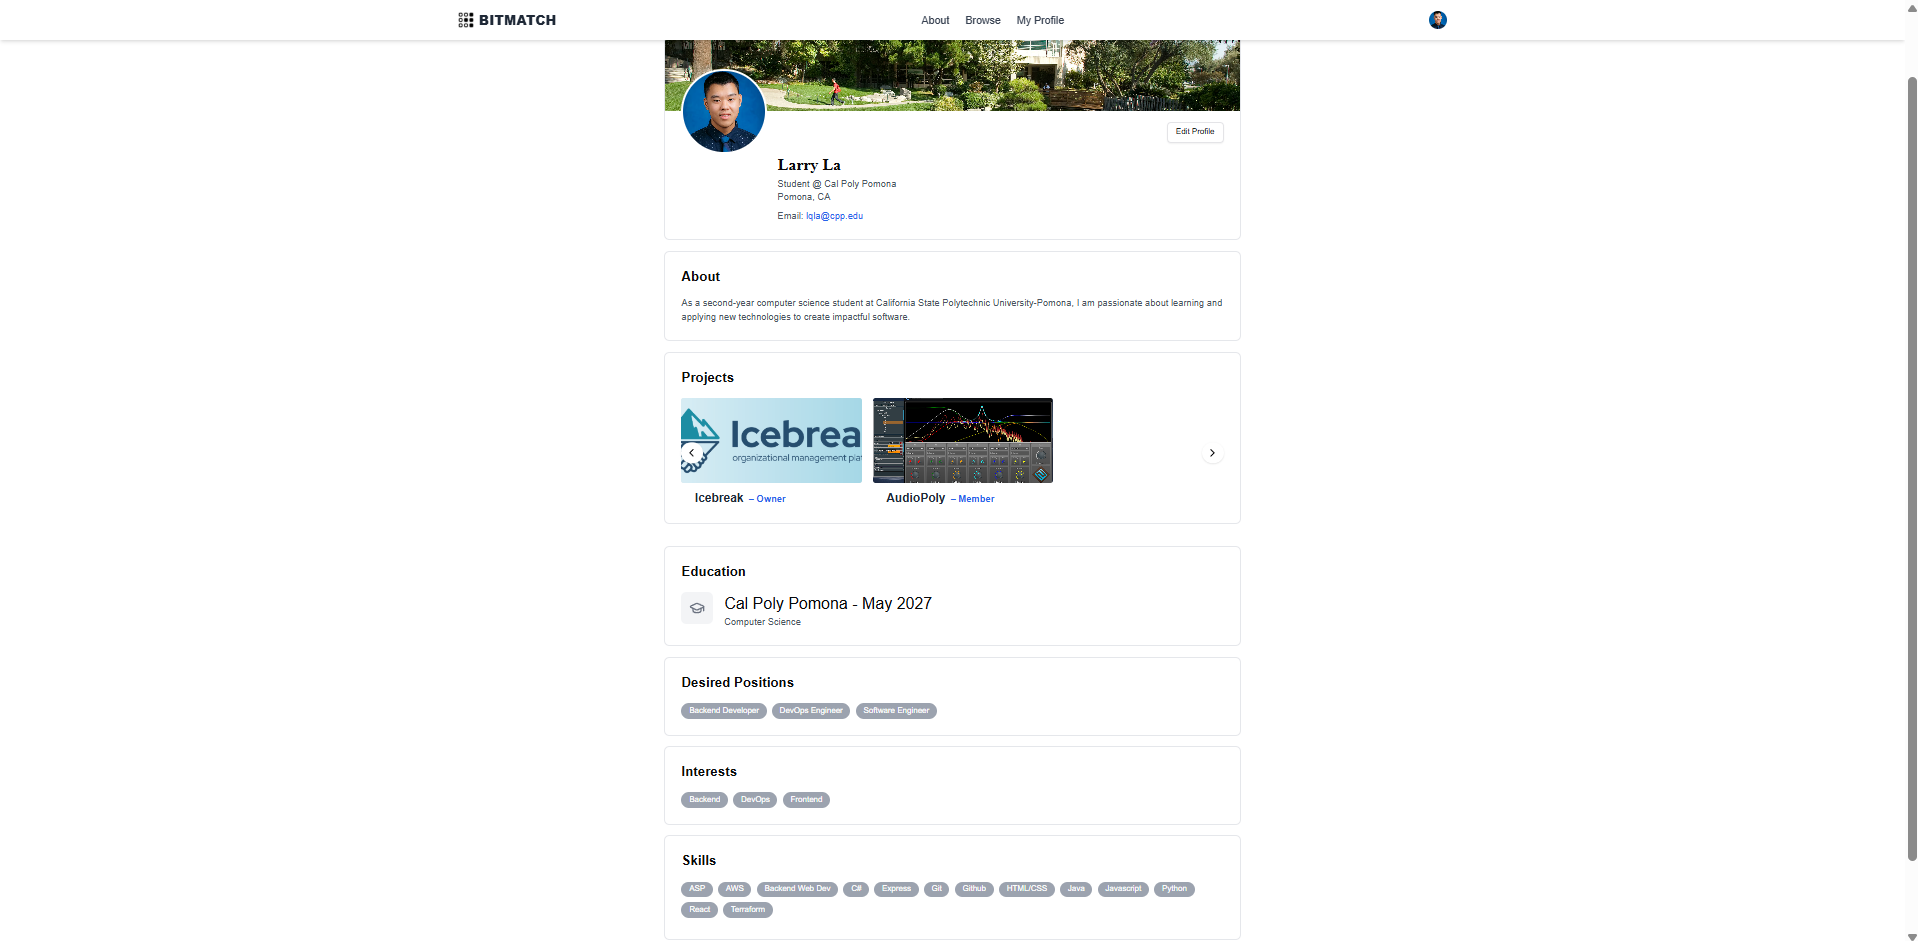 BITMATCH
About Browse My Profile
Edit Profile
Larry La
Student @ Cal Poly Pomona
Pomona, CA
Email: lqla@cpp.edu
About
As a second-year computer science student at California State Polytechnic University-Pomona, I am passionate about learning and
applying new technologies to create impactful software.
Projects
Icebrea
organizational management plat
Icebreak – Owner
AudioPoly – Member
Education
Cal Poly Pomona - May 2027
Computer Science
Desired Positions
Backend Developer DevOps Engineer Software Engineer
Interests
Backend DevOps Frontend
Skills
ASP AWS Backend Web Dev C# Express Git Github HTML/CSS Java Javascript Python
React Terraform